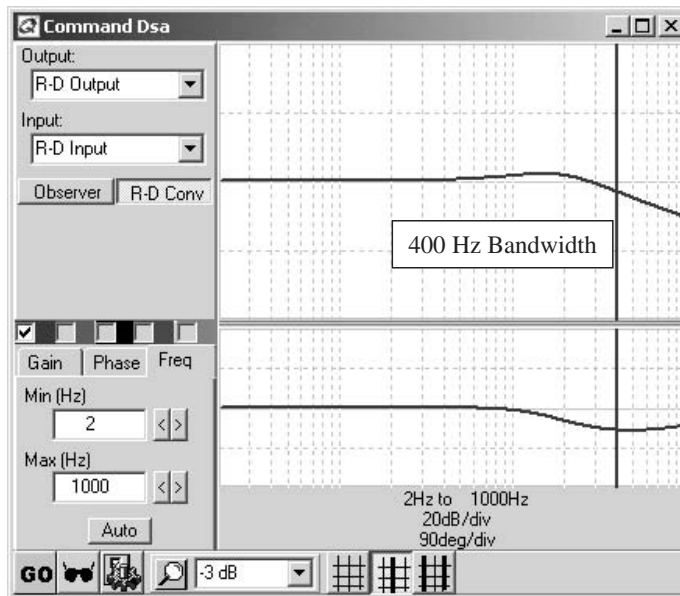 Command Dsa
Output:
R-D Output
Input:
R-D Input
Observer R-D Conv
400 Hz Bandwidth
Gain Phase Freq
Min (Hz)
2
< >
Max (Hz)
1000
< >
Auto
2Hz to 1000Hz
20dB/div
90deg/div
GO
-3 dB